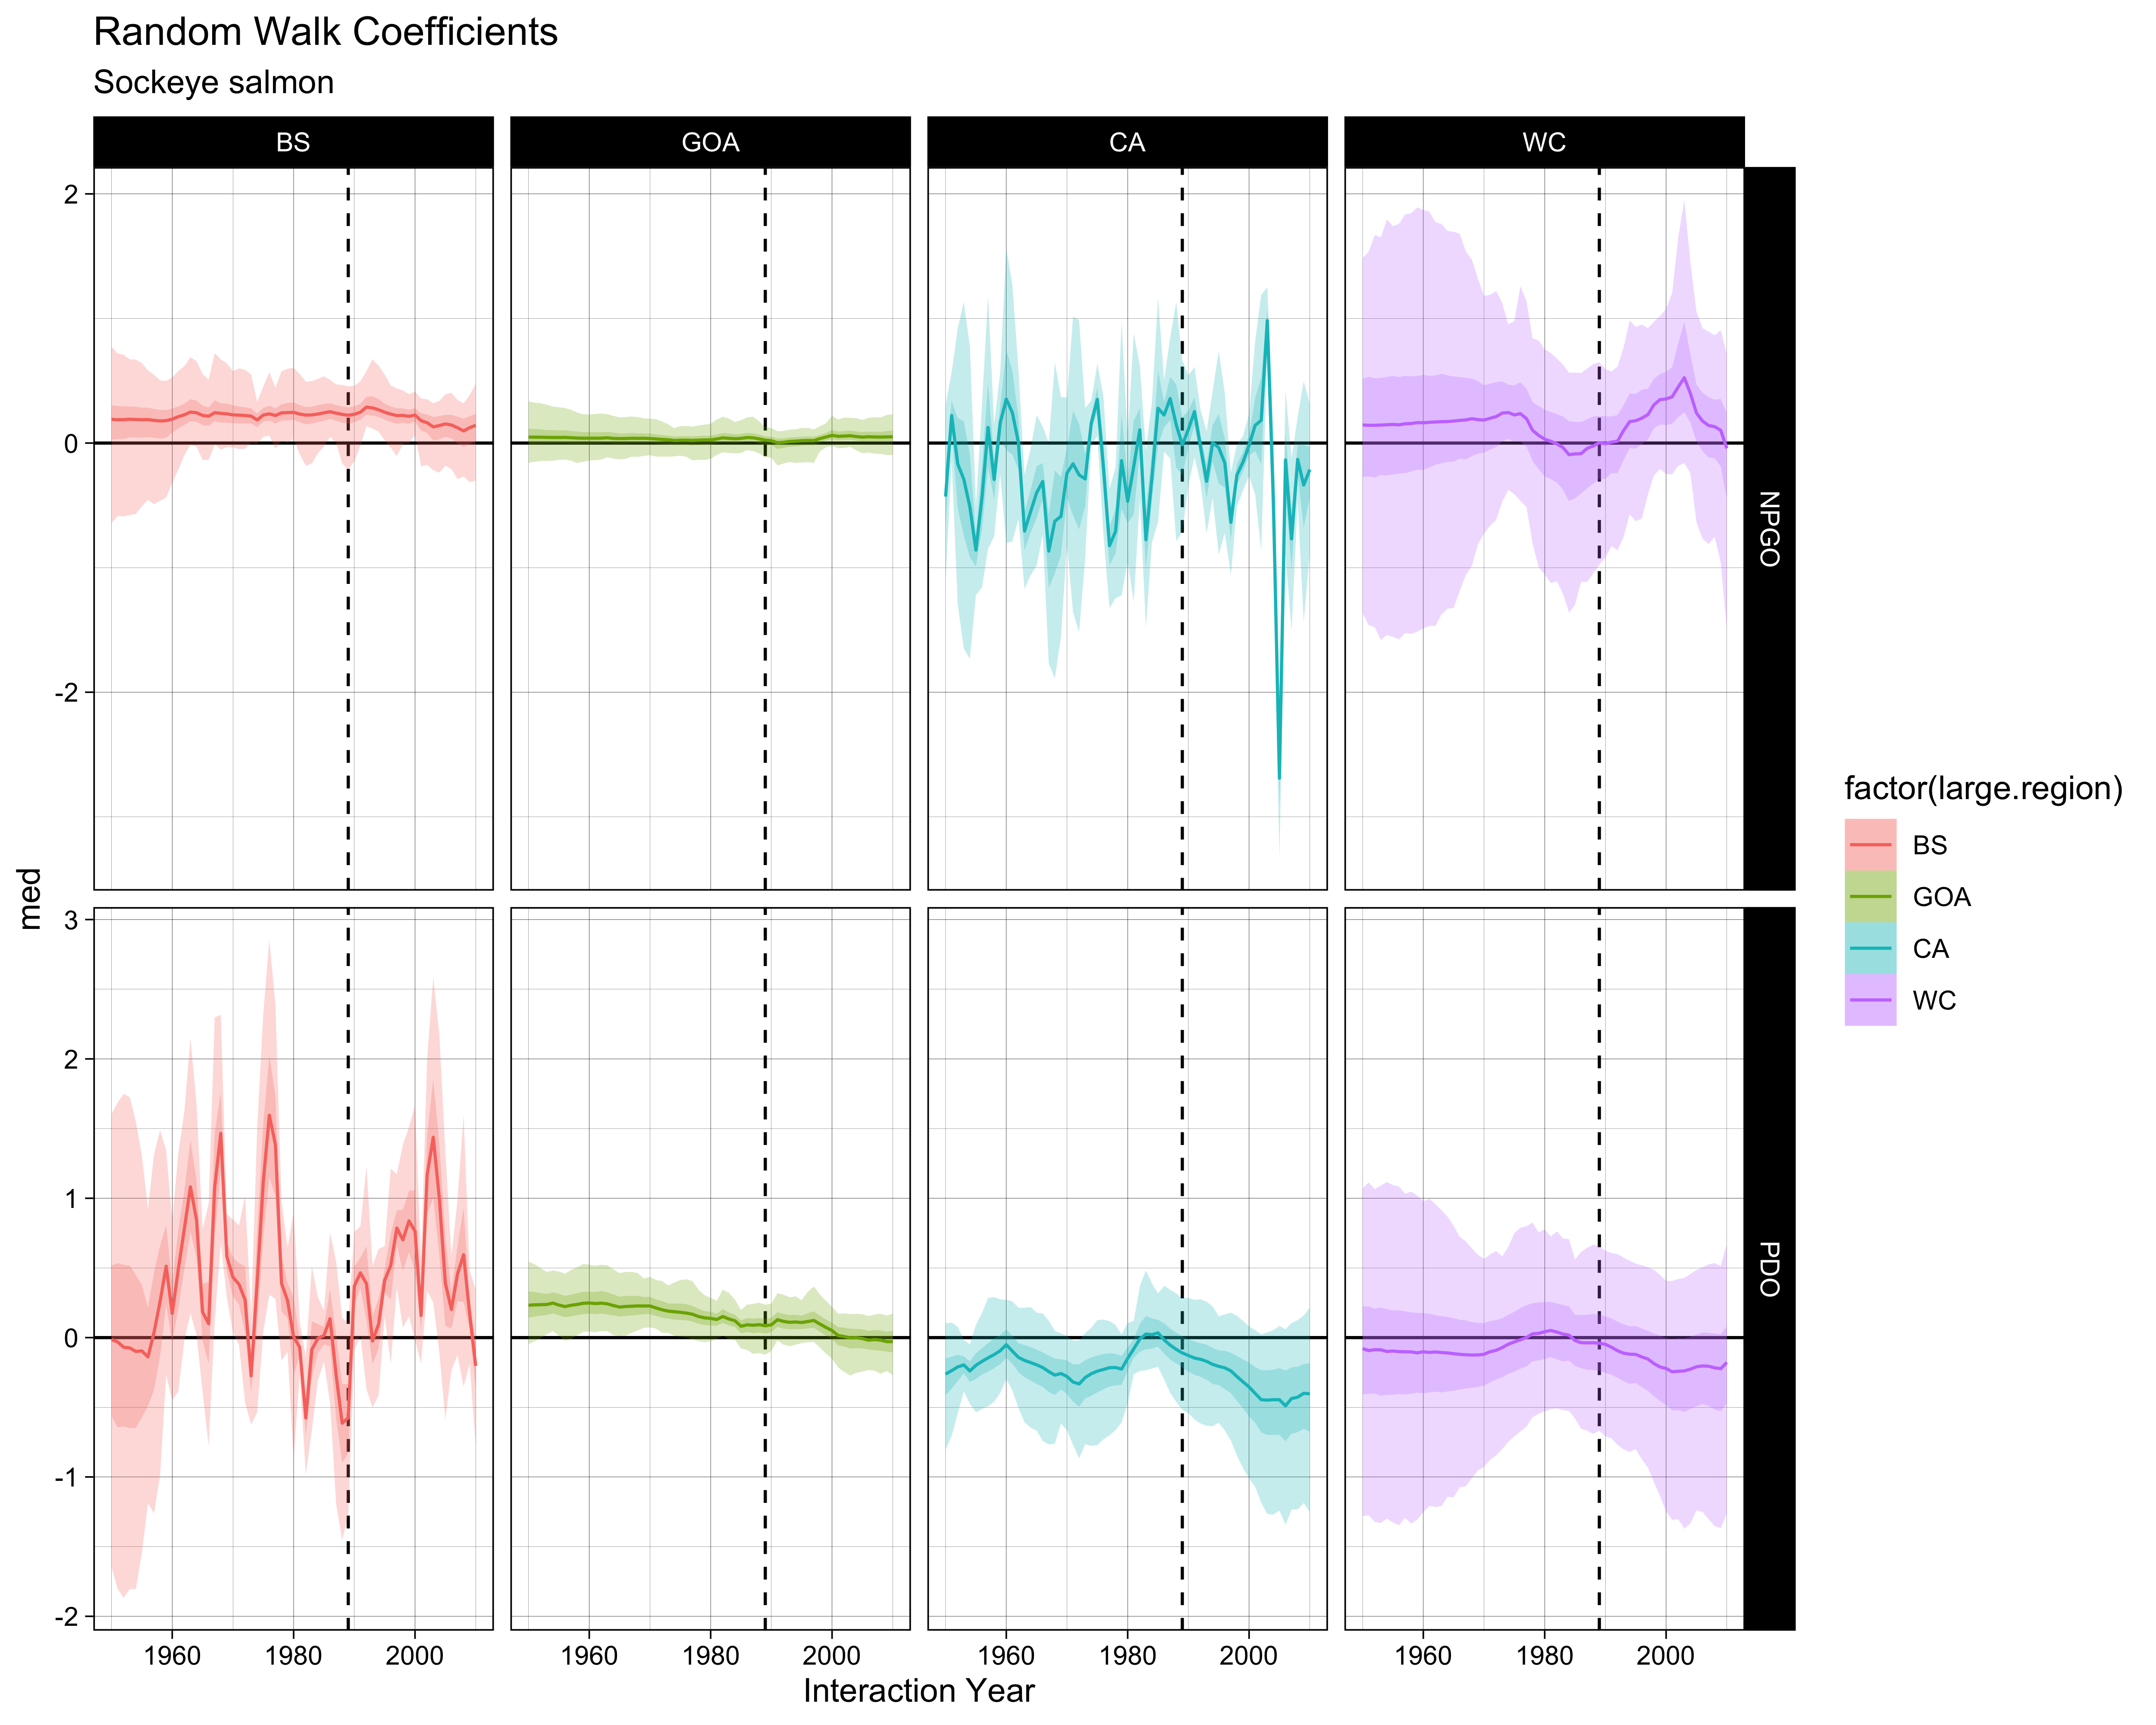 Random Walk Coefficients
Sockeye salmon
BS GOA CA WC
2
0
-2
NPGO
3
2
1
0
-1
-2
PDO
med
1960 1980 2000 1960 1980 2000 1960 1980 2000 1960 1980 2000
Interaction Year
factor(large.region)
BS
GOA
CA
WC